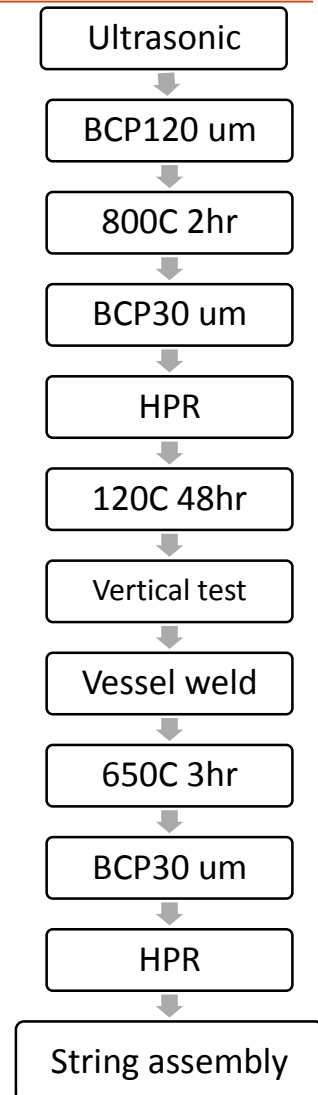 Ultrasonic
BCP120 um
800C 2hr
BCP30 um
HPR
120C 48hr
Vertical test
Vessel weld
650C 3hr
BCP30 um
HPR
String assembly